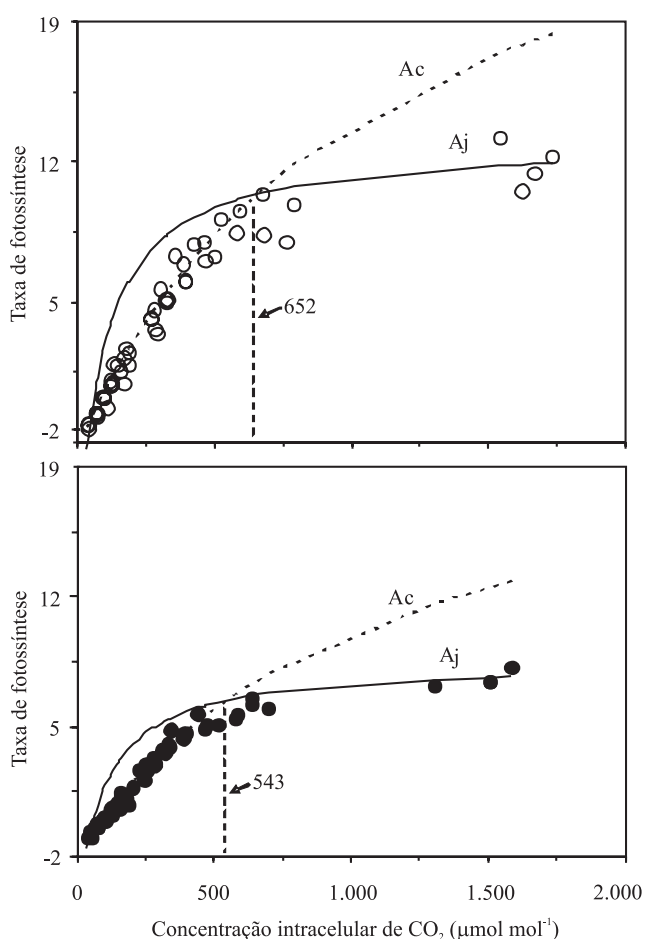 19
Ac
Aj
12
Taxa de fotossíntese
5
652
-2
19
12
Ac
Taxa de fotossíntese
Aj
5
543
-2
0 500 1.000 1.500 2.000
Concentração intracelular de CO₂ (μmol mol⁻¹)